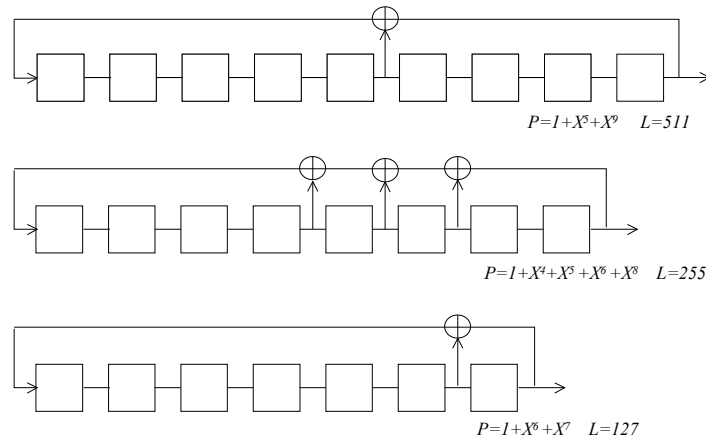 P=1+X⁵+X⁹ L=511
P=1+X⁴+X⁵+X⁶+X⁸ L=255
P=1+X⁶+X⁷ L=127